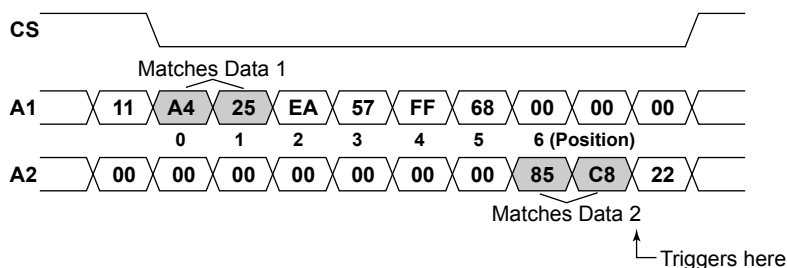 CS
Matches Data 1
A1 11 A4 25 EA 57 FF 68 00 00 00
0 1 2 3 4 5 6 (Position)
A2 00 00 00 00 00 00 00 85 C8 22
Matches Data 2
Triggers here